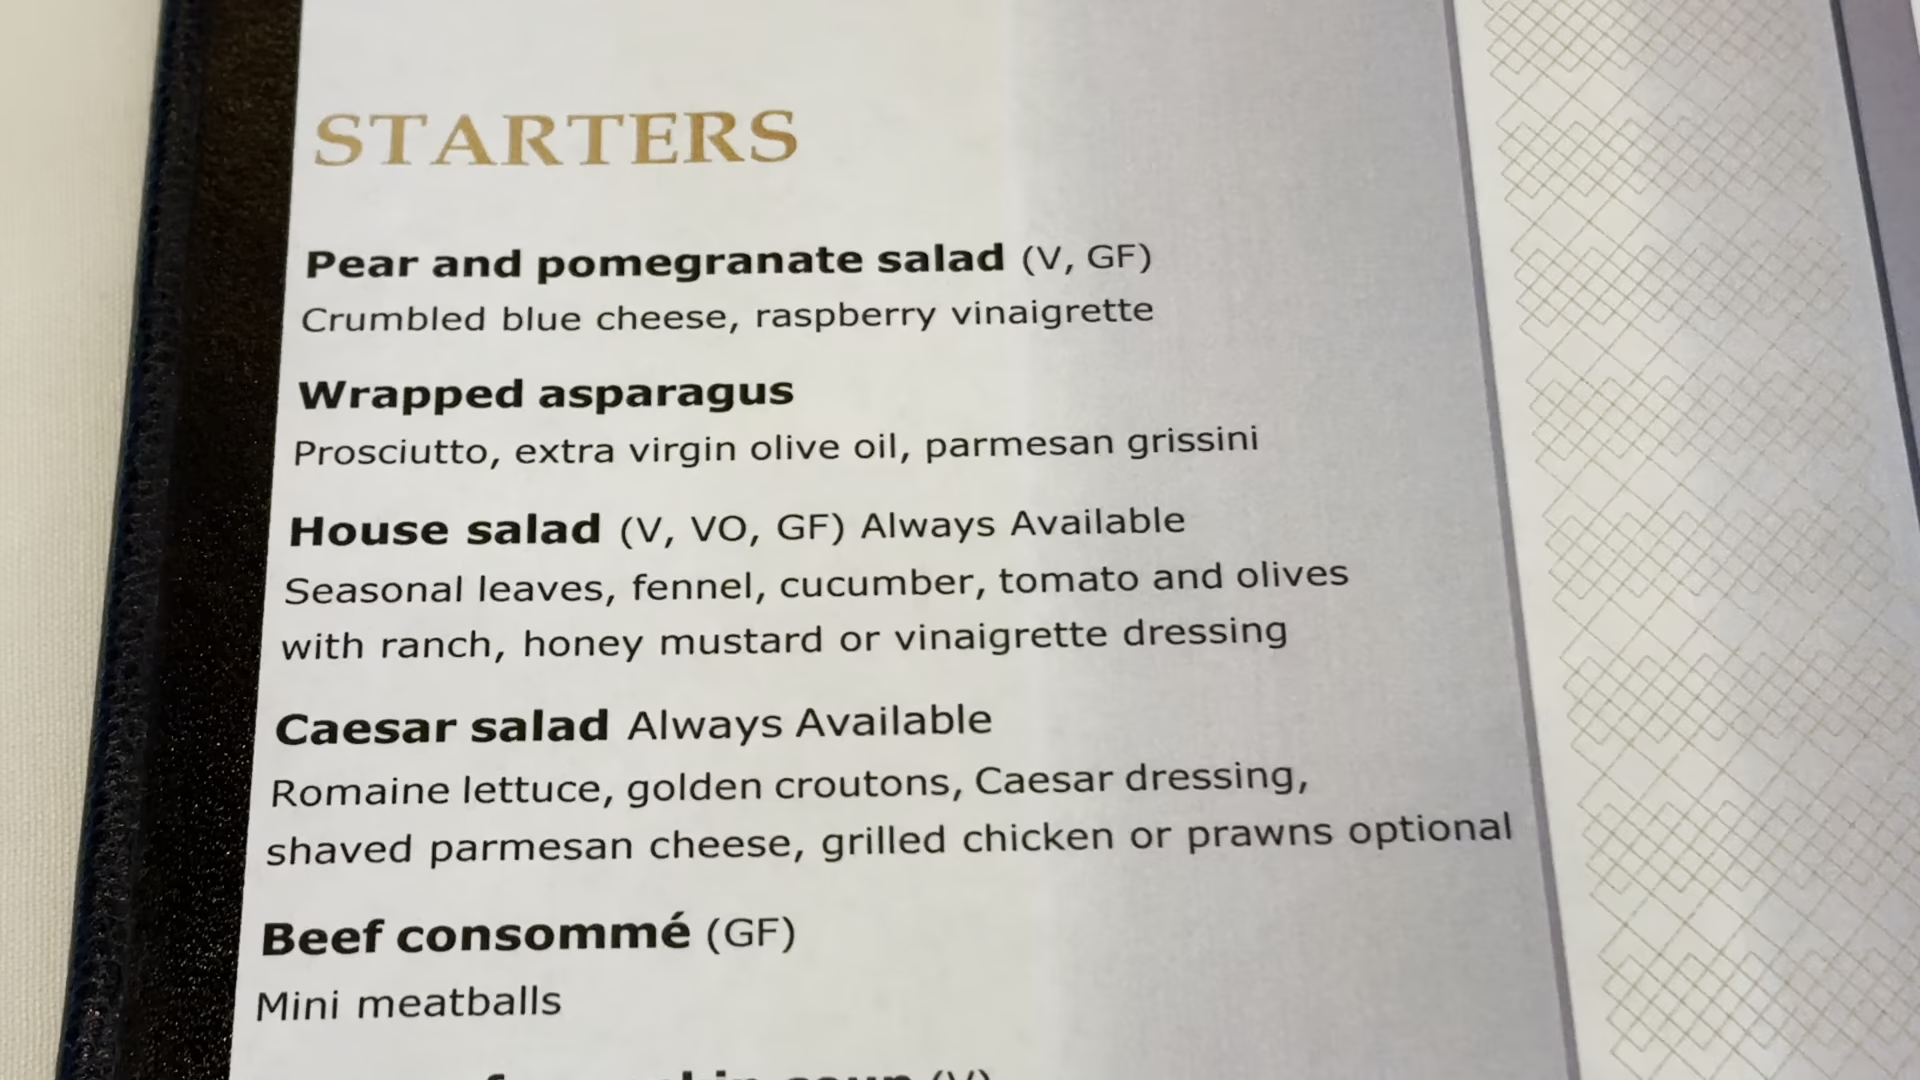 STARTERS
Pear and pomegranate salad (V, GF)
Crumbled blue cheese, raspberry vinaigrette
Wrapped asparagus
Prosciutto, extra virgin olive oil, parmesan grissini
House salad (V, VO, GF) Always Available
Seasonal leaves, fennel, cucumber, tomato and olives
with ranch, honey mustard or vinaigrette dressing
Caesar salad Always Available
Romaine lettuce, golden croutons, Caesar dressing,
shaved parmesan cheese, grilled chicken or prawns optional
Beef consommé (GF)
Mini meatballs
soup (V)